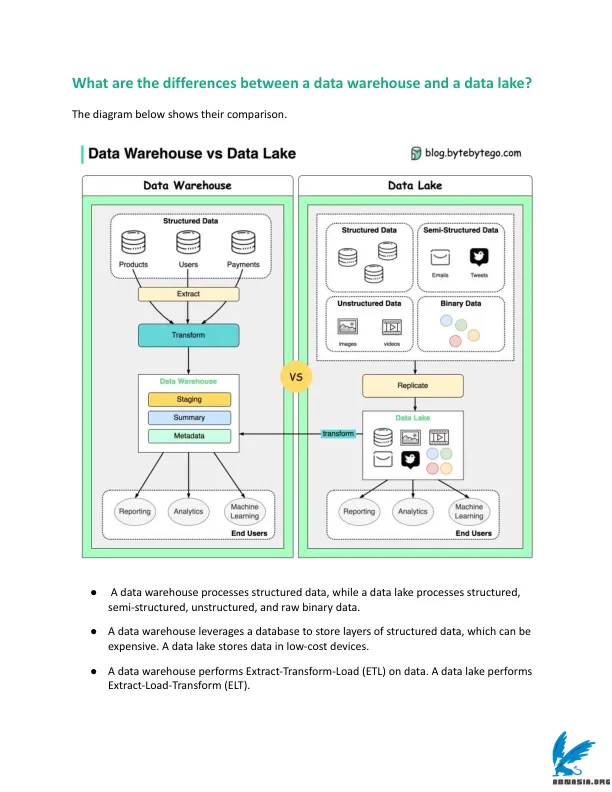 What are the differences between a data warehouse and a data lake?
The diagram below shows their comparison.
Data Warehouse vs Data Lake
blog.bytebytego.com
Data Warehouse
Structured Data
Products
Users
Payments
Extract
Transform
Data Warehouse
Staging
Summary
Metadata
Reporting
Analytics
Machine
Learning
End Users
VS
Data Lake
Structured Data
Semi-Structured Data
Emails
Tweets
Unstructured Data
Binary Data
images
videos
Replicate
Data Lake
transform
Reporting
Analytics
Machine
Learning
End Users
● A data warehouse processes structured data, while a data lake processes structured,
semi-structured, unstructured, and raw binary data.
● A data warehouse leverages a database to store layers of structured data, which can be
expensive. A data lake stores data in low-cost devices.
● A data warehouse performs Extract-Transform-Load (ETL) on data. A data lake performs
Extract-Load-Transform (ELT).
ABNASIA.ORG